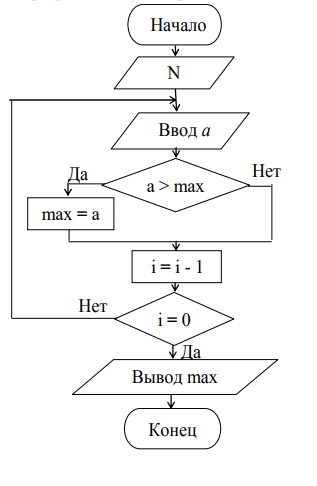 Начало
N
Ввод a
Да
Нет
a > max
max = a
i = i - 1
Нет
i = 0
Да
Вывод max
Конец